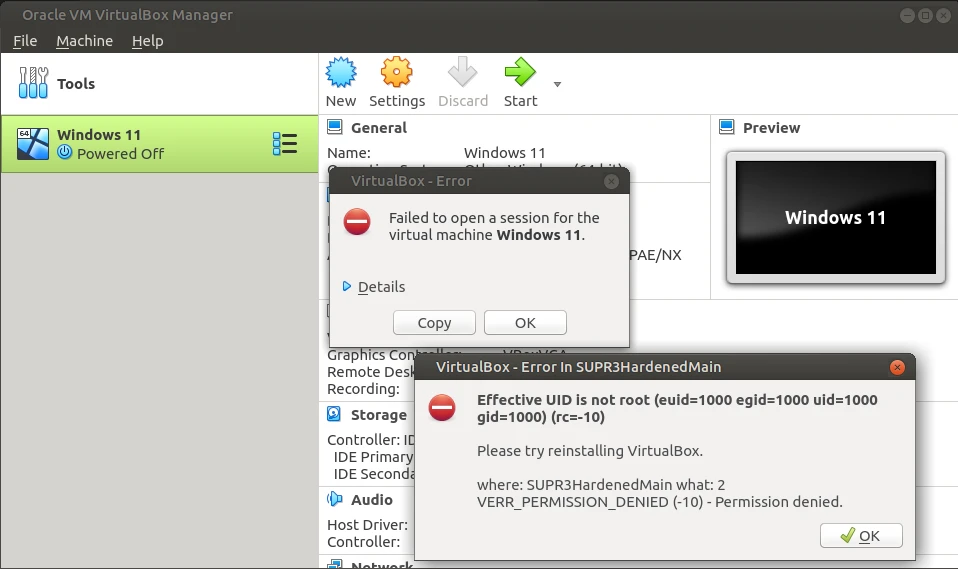 Oracle VM VirtualBox Manager
File Machine Help
Tools
New Settings Discard Start
64
Windows 11
Powered Off
General
Name: Windows 11
Preview
Windows 11
PAE/NX
VirtualBox - Error
Failed to open a session for the
virtual machine Windows 11.
Details
Copy OK
Graphics Controller: VBoxVGA
Remote Desk
Recording:
Storage
Controller: ID
IDE Primary
IDE Seconda
Audio
Host Driver:
Controller:
Network
VirtualBox - Error In SUPR3HardenedMain
Effective UID is not root (euid=1000 egid=1000 uid=1000
gid=1000) (rc=-10)
Please try reinstalling VirtualBox.
where: SUPR3HardenedMain what: 2
VERR_PERMISSION_DENIED (-10) - Permission denied.
OK